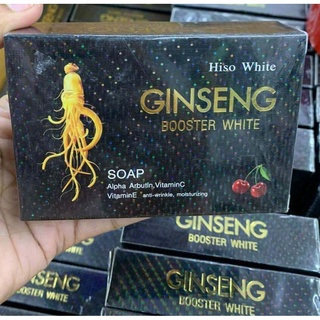 Hiso White
GINSENG
BOOSTER WHITE
SOAP
Alpha Arbutin,VitaminC
VitaminE anti-wrinkle, moisturizing
GINSENG
BOOSTER WHITE
GINSENG
BOOSTER WHITE
GINSENG
BOOSTER WHITE